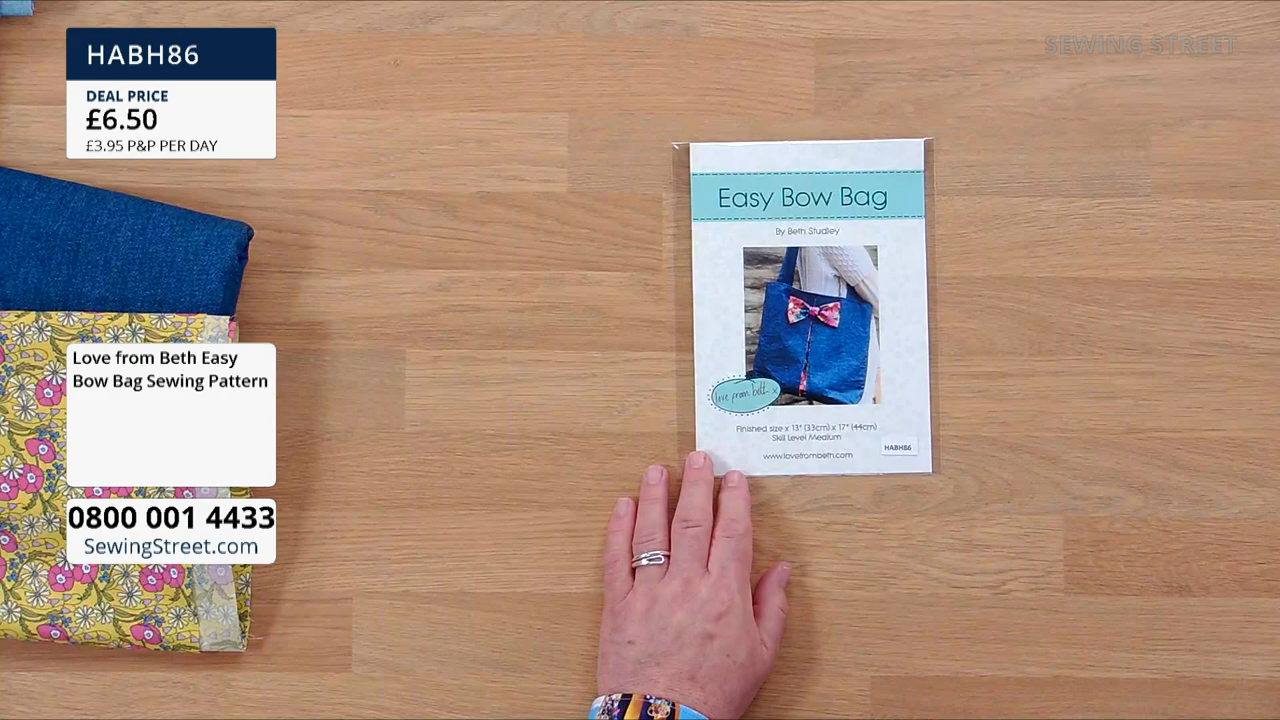 HABH86
DEAL PRICE
£6.50
£3.95 P&P PER DAY
SEWING STREET
Easy Bow Bag
By Beth Studley
love from beth x
Finished size x 13" (33cm) x 17" (44cm)
Skill Level Medium
HABH86
www.lovefrombeth.com
Love from Beth Easy
Bow Bag Sewing Pattern
0800 001 4433
SewingStreet.com